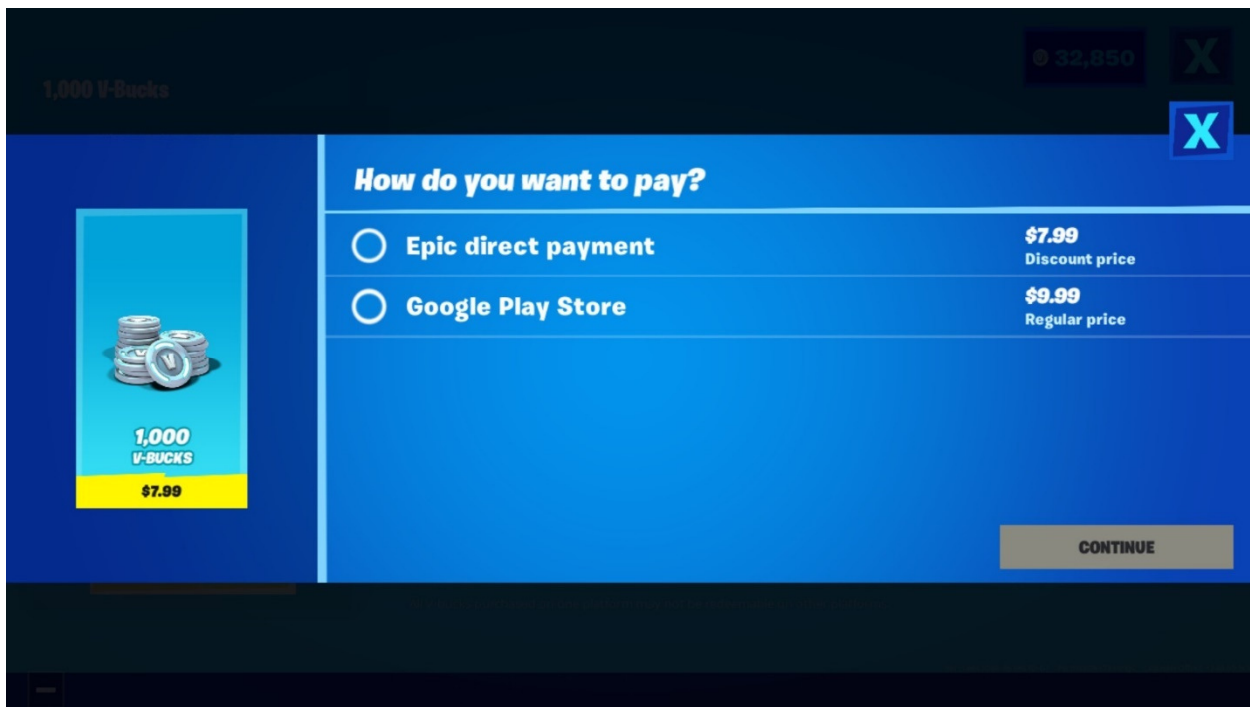 32,850
X
1,000 V-Bucks
X
How do you want to pay?
Epic direct payment
$7.99
Discount price
Google Play Store
$9.99
Regular price
V
1,000
V-BUCKS
$7.99
CONTINUE